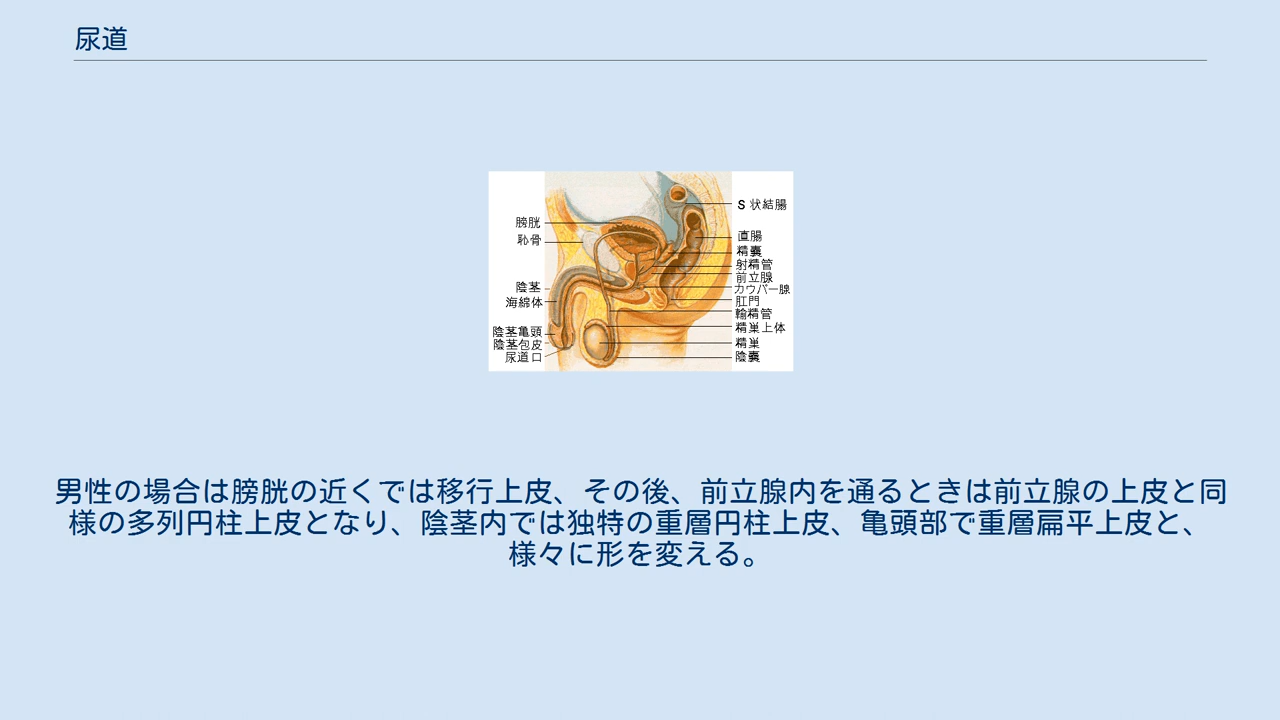 尿道
膀胱
恥骨
陰茎
海綿体
陰茎亀頭
陰茎包皮
尿道口
S 状結腸
直腸
精嚢
射精管
前立腺
カウパー腺
肛門
輸精管
精巣上体
精巣
陰嚢
男性の場合は膀胱の近くでは移行上皮、その後、前立腺内を通るときは前立腺の上皮と同
様の多列円柱上皮となり、陰茎内では独特の重層円柱上皮、亀頭部で重層扁平上皮と、
様々に形を変える。